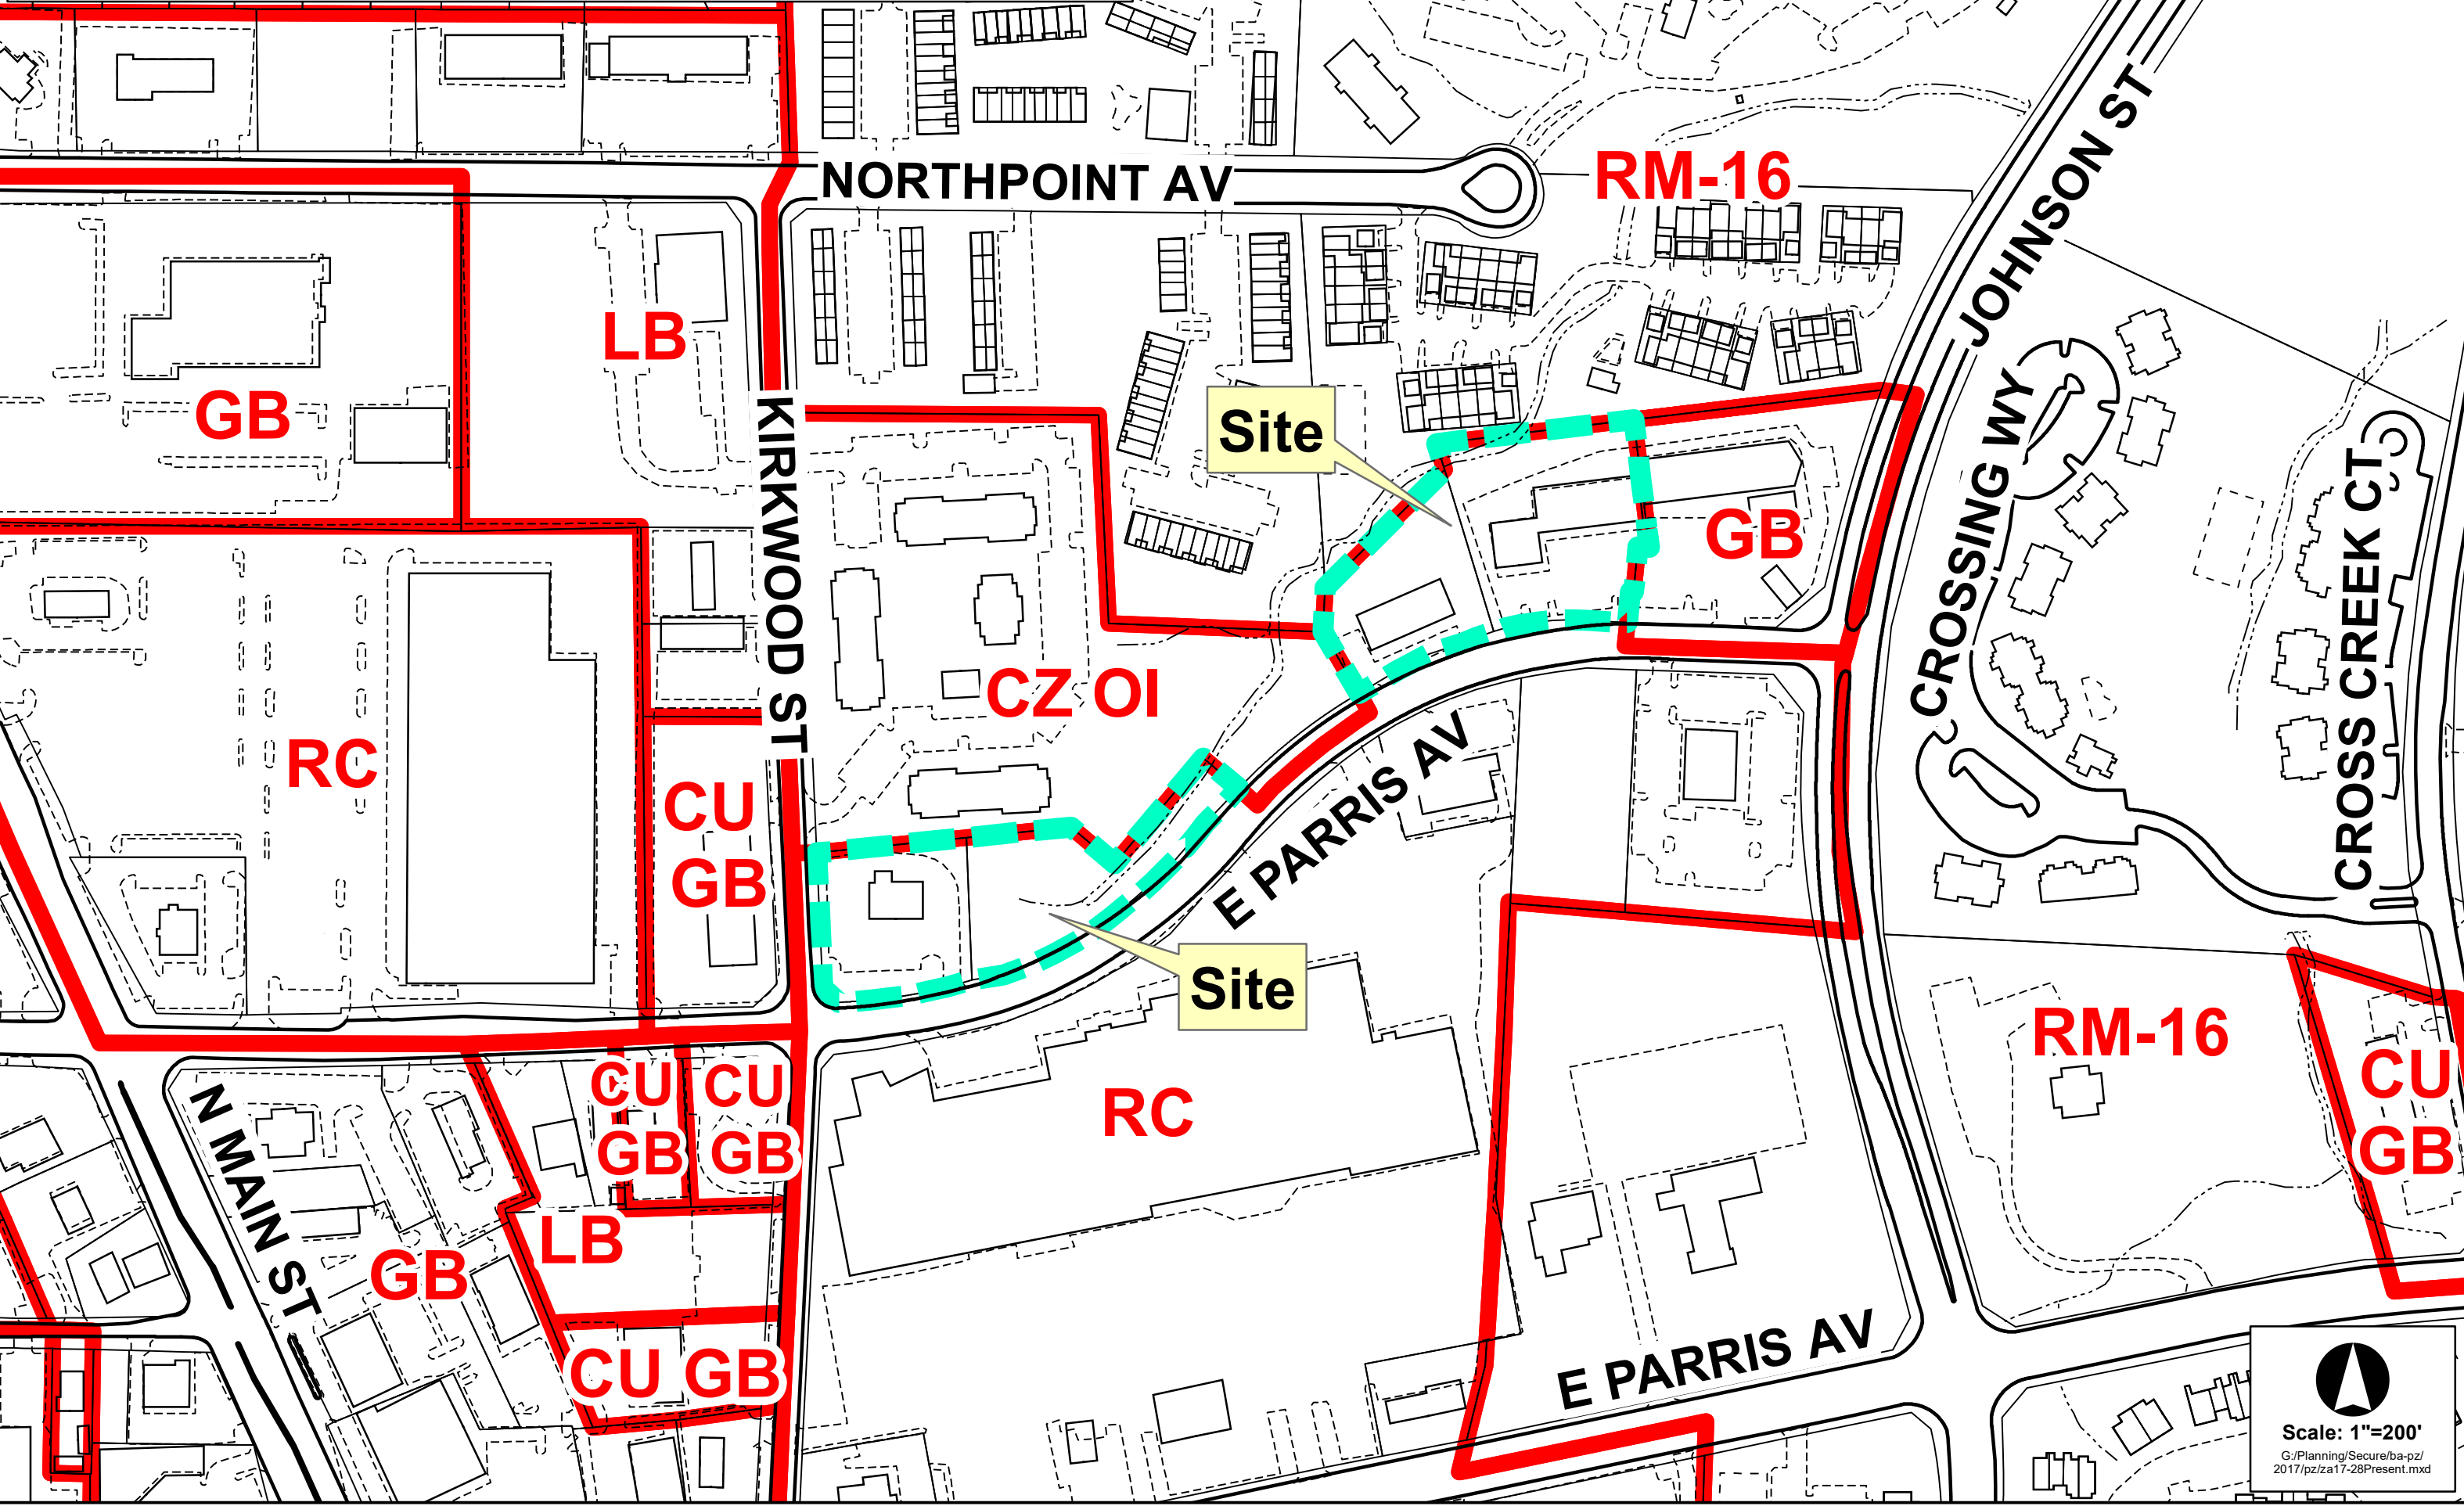 NORTHPOINT AV
RM-16
JOHNSON ST
LB
GB
KIRKWOOD ST
Site
GB
CROSSING WY
CROSS CREEK CT
CZ OI
RC
CU
GB
E PARRIS AV
Site
RM-16
CU
GB
N MAIN ST
CU
GB
CU
GB
RC
LB
GB
CU GB
E PARRIS AV
Scale: 1"=200'
G:/Planning/Secure/ba-pz/
2017/pz/za17-28Present.mxd